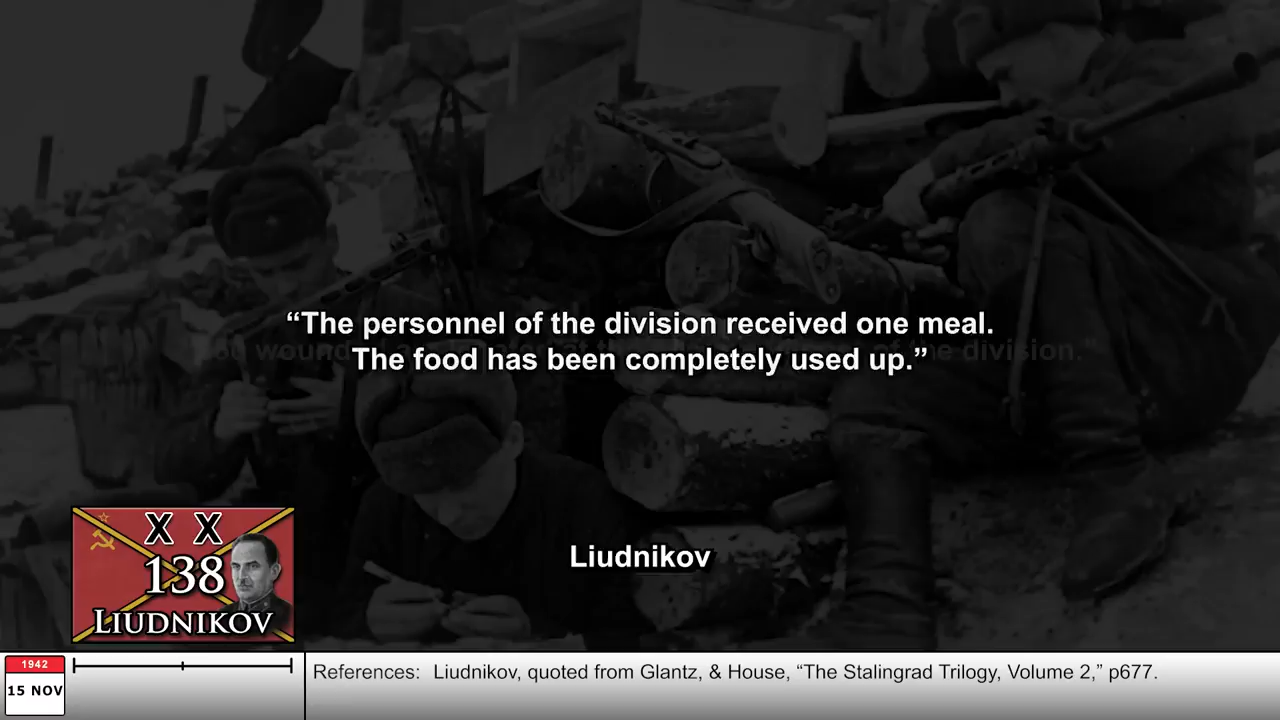 “The personnel of the division received one meal.
The food has been completely used up.”
Liudnikov
X X
138
LIUDNIKOV
1942
15 NOV
References: Liudnikov, quoted from Glantz, & House, “The Stalingrad Trilogy, Volume 2,” p677.